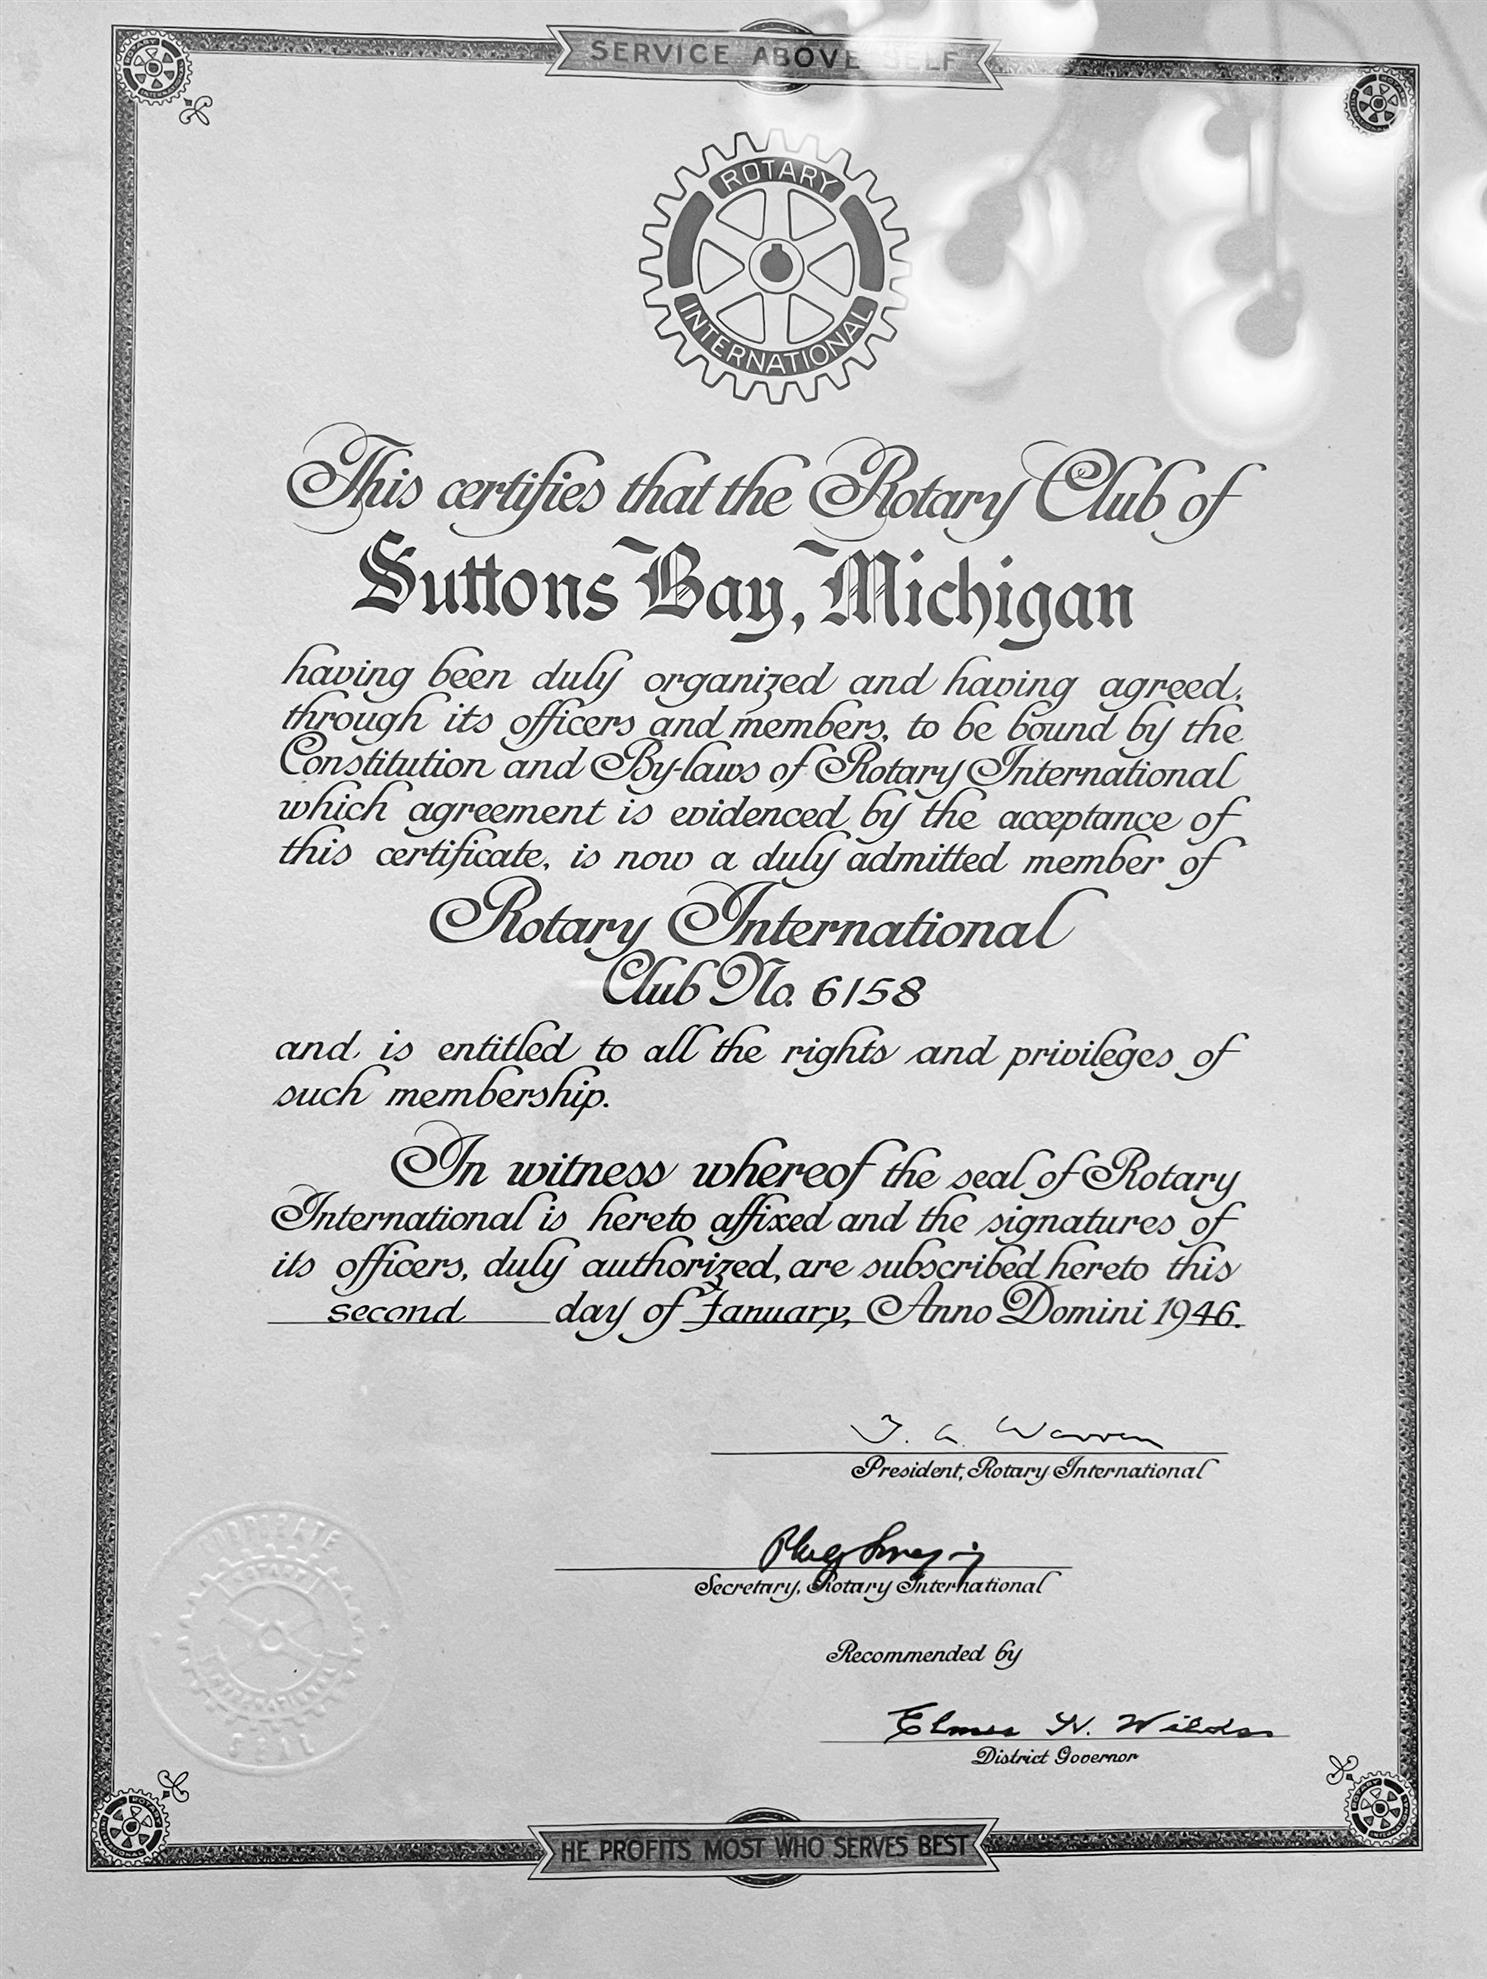 SERVICE ABOVE SELF
ROTARY
INTERNATIONAL
This certifies that the Rotary Club of
Suttons Bay, Michigan
having been duly organized and having agreed,
through its officers and members, to be bound by the
Constitution and By-laws of Rotary International
which agreement is evidenced by the acceptance of
this certificate, is now a duly admitted member of
Rotary International
Club No. 6158
and is entitled to all the rights and privileges of
such membership.
In witness whereof the seal of Rotary
International is hereto affixed and the signatures of
its officers, duly authorized, are subscribed hereto this
second day of January, Anno Domini 1946.
T. A. Warren
President, Rotary International
Secretary, Rotary International
Recommended by
District Governor
CORPORATE
ROTARY
INTERNATIONAL
SEAL
HE PROFITS MOST WHO SERVES BEST